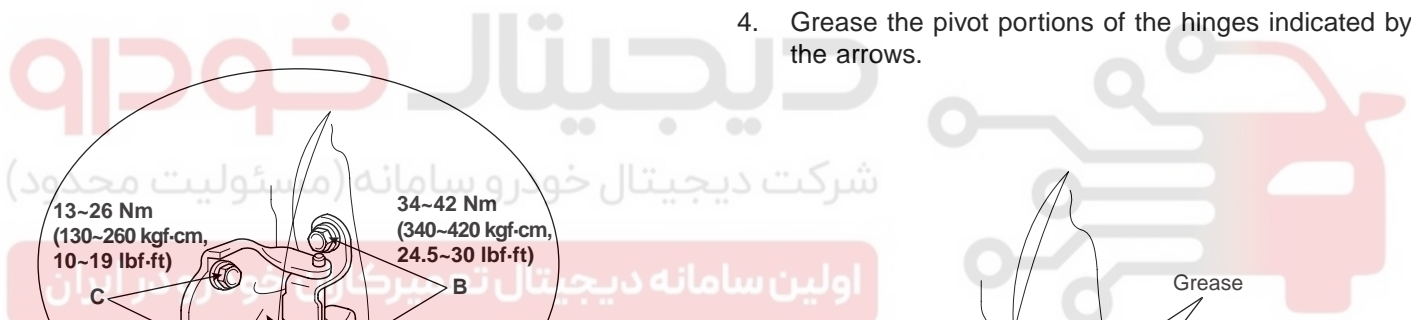 4. Grease the pivot portions of the hinges indicated by
the arrows.
دیجیتال خودرو
شرکت دیجیتال خودرو سامانه (مسئولیت محدود)
اولین سامانه دیجیتال تعمیرکاران خودرو در ایران
13~26 Nm
(130~260 kgf·cm,
10~19 lbf·ft)
C
34~42 Nm
(340~420 kgf·cm,
24.5~30 lbf·ft)
B
Grease